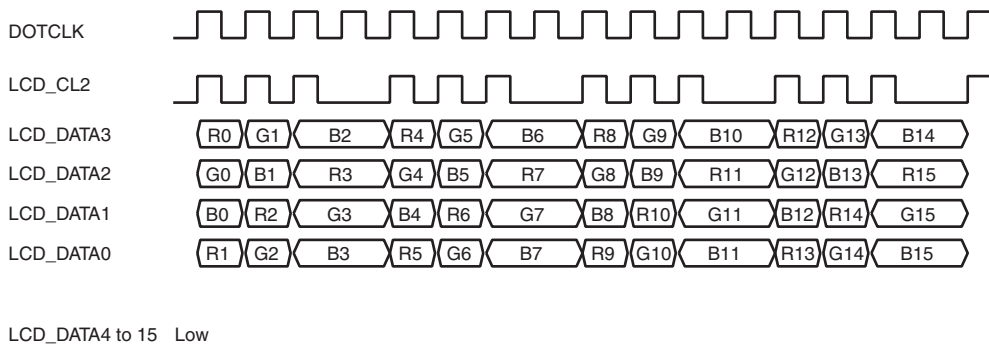 DOTCLK
LCD_CL2
LCD_DATA3 R0 G1 B2 R4 G5 B6 R8 G9 B10 R12 G13 B14
LCD_DATA2 G0 B1 R3 G4 B5 R7 G8 B9 R11 G12 B13 R15
LCD_DATA1 B0 R2 G3 B4 R6 G7 B8 R10 G11 B12 R14 G15
LCD_DATA0 R1 G2 B3 R5 G6 B7 R9 G10 B11 R13 G14 B15
LCD_DATA4 to 15 Low